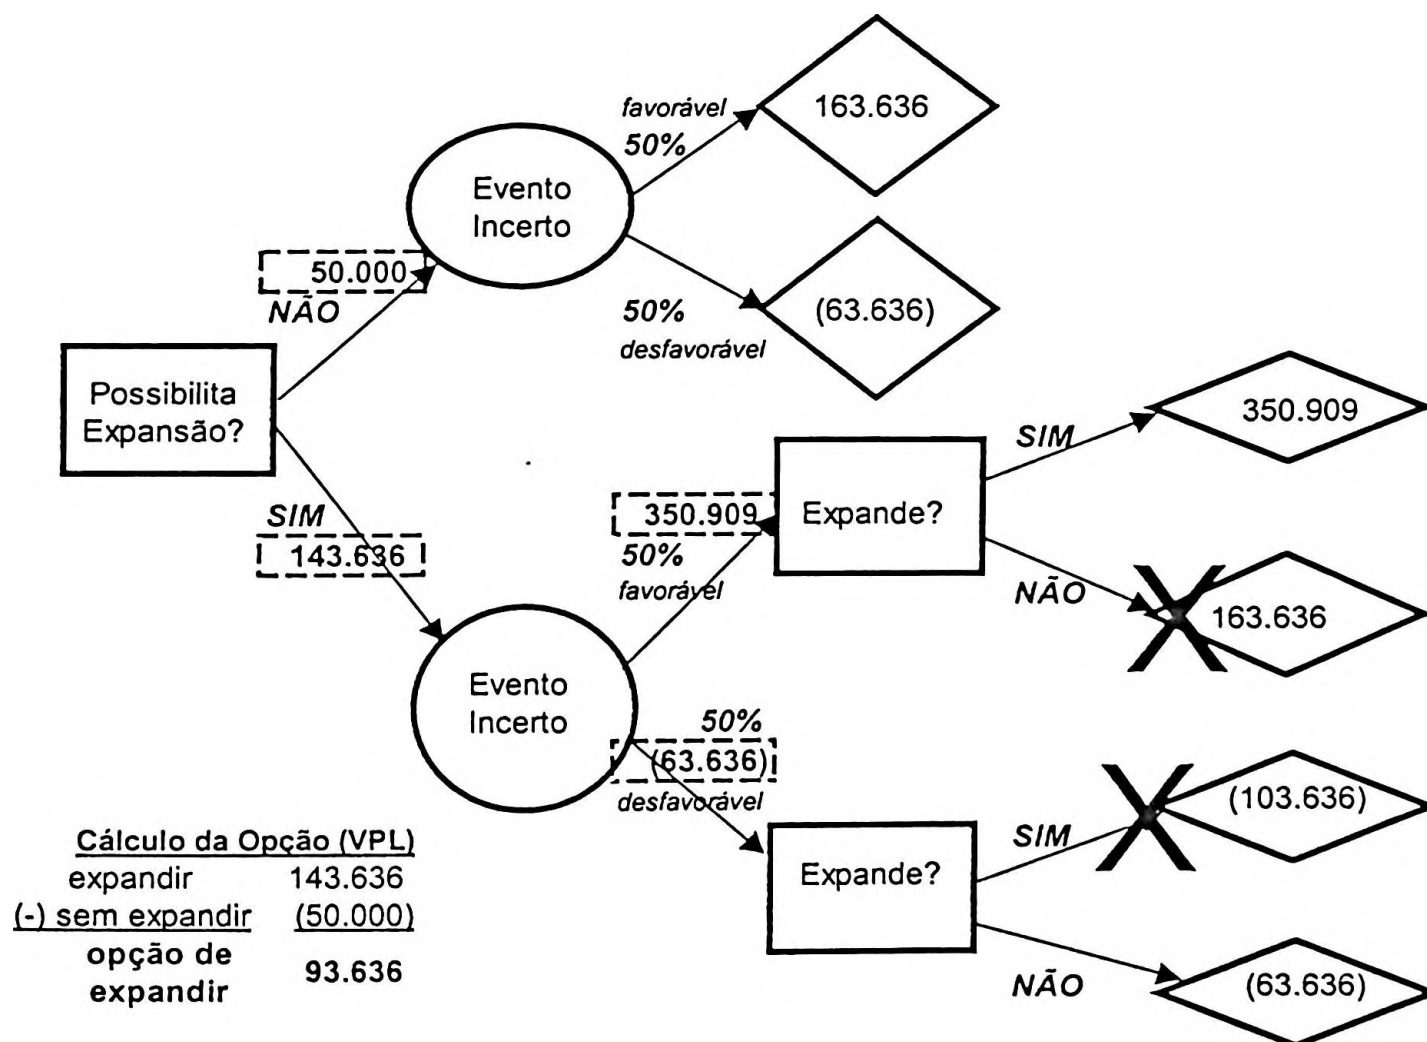 favorável
50%
163.636
Evento
Incerto
50.000
NÃO
50%
desfavorável
(63.636)
Possibilita
Expansão?
SIM
143.636
350.909
50%
favorável
Expande?
SIM
350.909
NÃO
163.636
Evento
Incerto
50%
(63.636)
desfavorável
Expande?
SIM
(103.636)
NÃO
(63.636)
Cálculo da Opção (VPL)
expandir 143.636
(-) sem expandir (50.000)
opção de
expandir 93.636